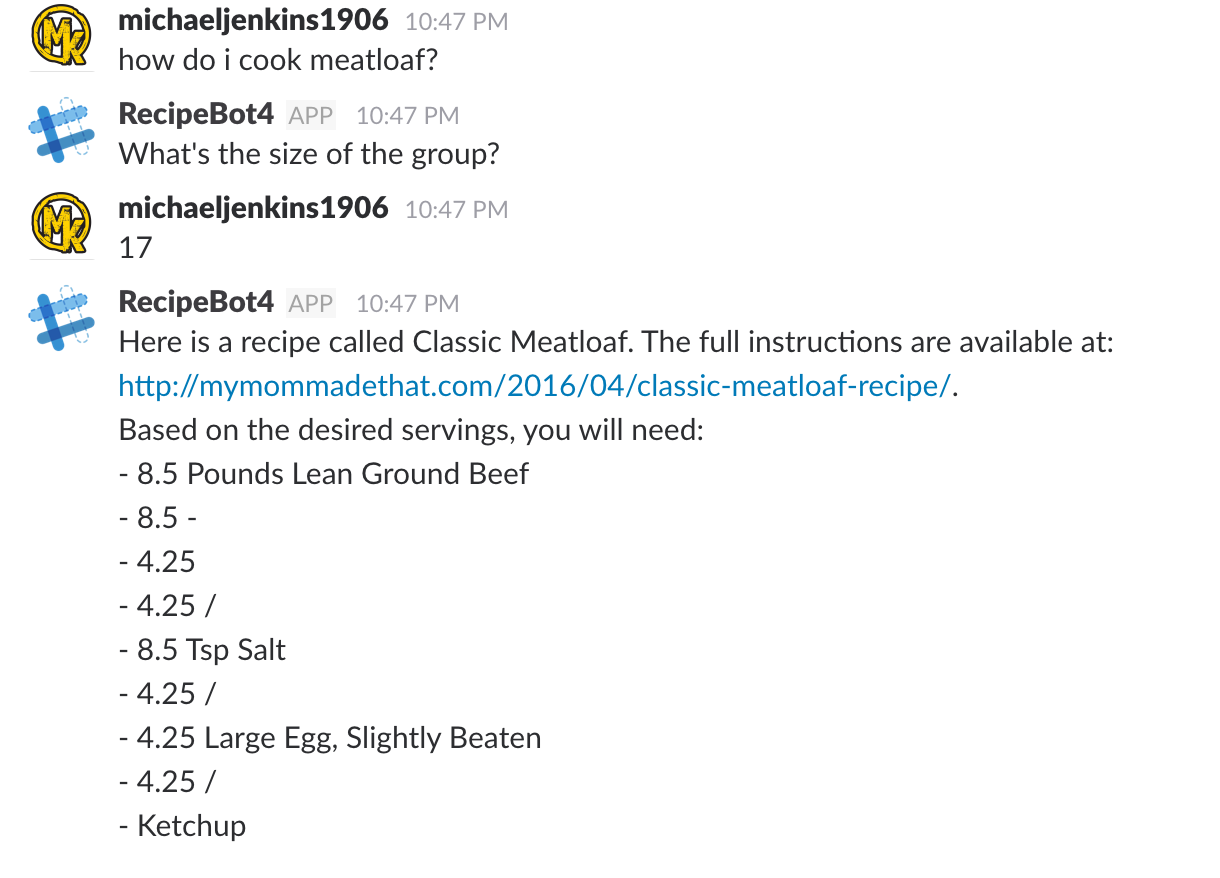 michaeljenkins1906 10:47 PM
how do i cook meatloaf?
RecipeBot4 APP 10:47 PM
What's the size of the group?
michaeljenkins1906 10:47 PM
17
RecipeBot4 APP 10:47 PM
Here is a recipe called Classic Meatloaf. The full instructions are available at:
http://mymommadethat.com/2016/04/classic-meatloaf-recipe/.
Based on the desired servings, you will need:
- 8.5 Pounds Lean Ground Beef
- 8.5 -
- 4.25
- 4.25 /
- 8.5 Tsp Salt
- 4.25 /
- 4.25 Large Egg, Slightly Beaten
- 4.25 /
- Ketchup